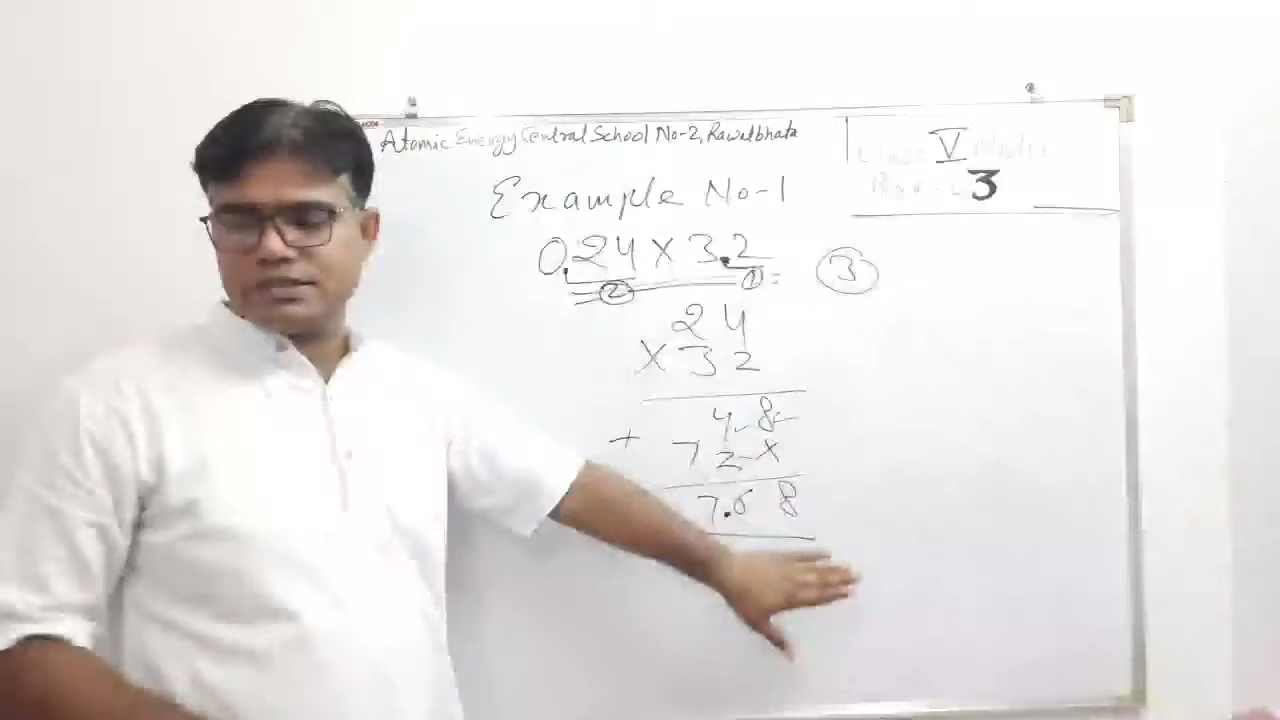 Atomic Energy Central School No-2, Rawatbhata
V
3
Example No-1
0.24 X 3.2
2 1 =
3
24
X 32
48
+ 72 X
7.68